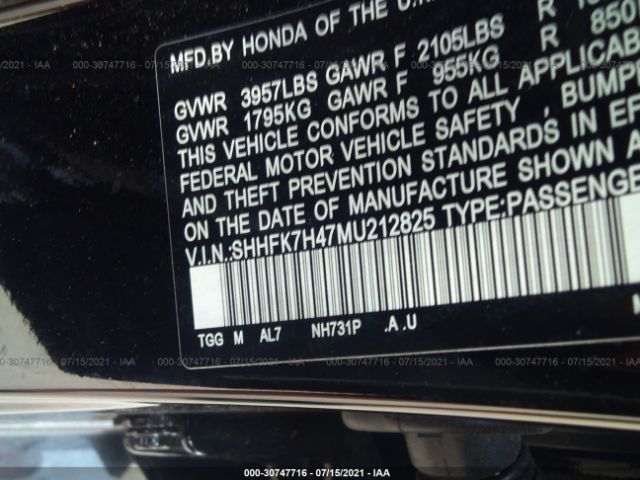 MFD.BY HONDA OF THE U.K
GVWR 3957LBS GAWR F 2105LBS R
GVWR 1795KG GAWR F 955KG R 850
THIS VEHICLE CONFORMS TO ALL APPLICAB
FEDERAL MOTOR VEHICLE SAFETY , BUMP
AND THEFT PREVENTION STANDARDS IN EF
ON THE DATE OF MANUFACTURE SHOWN A
V.I.N.:SHHFK7H47MU212825 TYPE:PASSENGE
TGG M AL7 NH731P .A .U
000-30747716 - 07/15/2021 - IAA